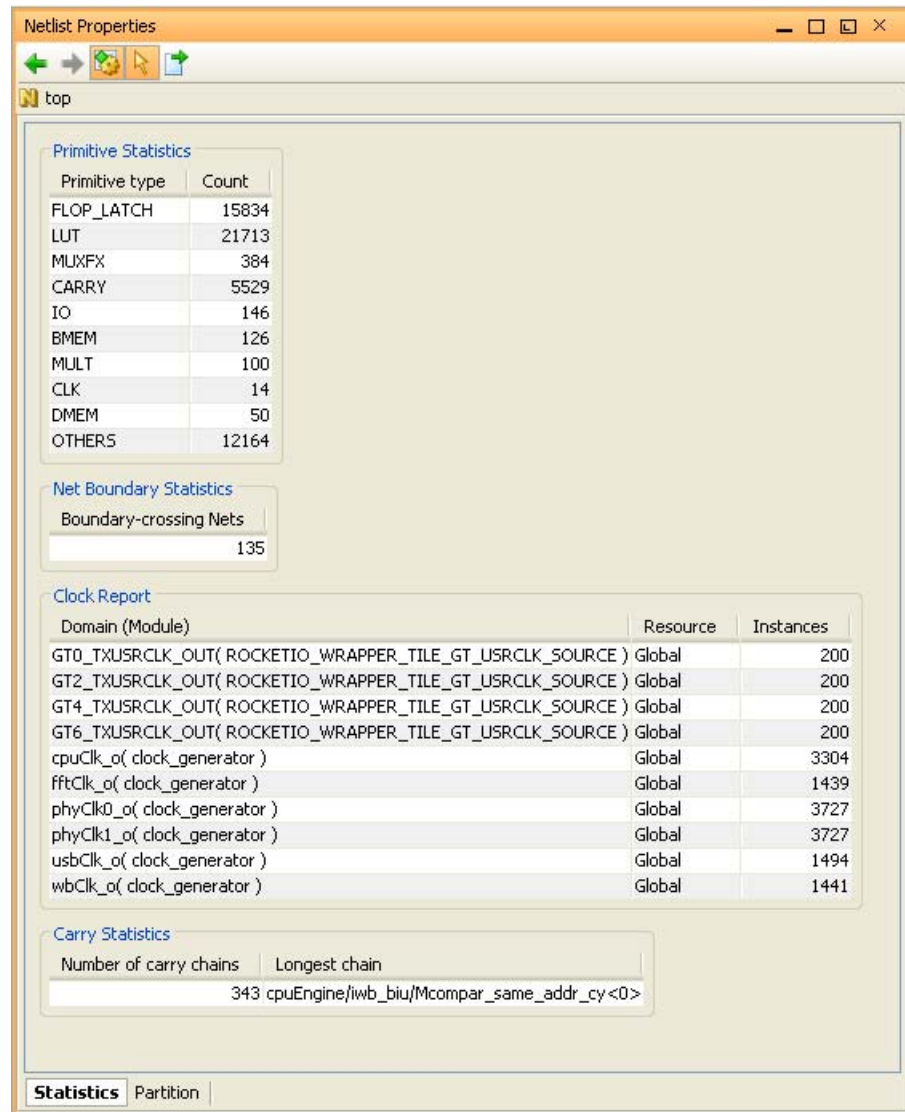 Netlist Properties
top
Primitive Statistics
Primitive type Count
FLOP_LATCH 15834
LUT 21713
MUXFX 384
CARRY 5529
IO 146
BMEM 126
MULT 100
CLK 14
DMEM 50
OTHERS 12164
Net Boundary Statistics
Boundary-crossing Nets
135
Clock Report
Domain (Module) Resource Instances
GT0_TXUSRCLK_OUT( ROCKETIO_WRAPPER_TILE_GT_USRCLK_SOURCE ) Global 200
GT2_TXUSRCLK_OUT( ROCKETIO_WRAPPER_TILE_GT_USRCLK_SOURCE ) Global 200
GT4_TXUSRCLK_OUT( ROCKETIO_WRAPPER_TILE_GT_USRCLK_SOURCE ) Global 200
GT6_TXUSRCLK_OUT( ROCKETIO_WRAPPER_TILE_GT_USRCLK_SOURCE ) Global 200
cpuClk_o( clock_generator ) Global 3304
fftClk_o( clock_generator ) Global 1439
phyClk0_o( clock_generator ) Global 3727
phyClk1_o( clock_generator ) Global 3727
usbClk_o( clock_generator ) Global 1494
wbClk_o( clock_generator ) Global 1441
Carry Statistics
Number of carry chains Longest chain
343 cpuEngine/iwb_biu/Mcompar_same_addr_cy<0>
Statistics Partition